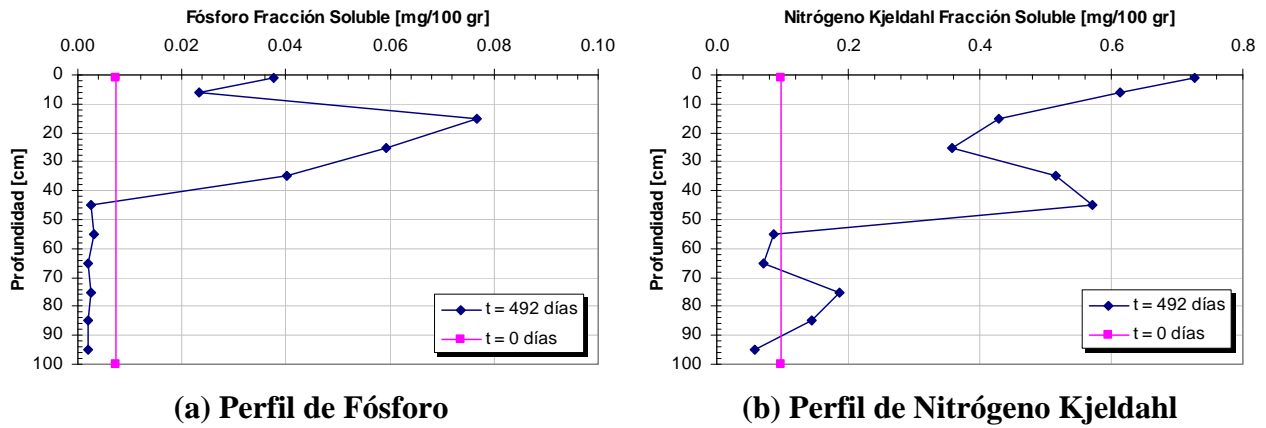 Fósforo Fracción Soluble [mg/100 gr]
0.00 0.02 0.04 0.06 0.08 0.10
0
10
20
30
40
50
60
70
80
90
100
Profundidad [cm]
t = 492 días
t = 0 días
(a) Perfil de Fósforo
Nitrógeno Kjeldahl Fracción Soluble [mg/100 gr]
0.0 0.2 0.4 0.6 0.8
0
10
20
30
40
50
60
70
80
90
100
Profundidad [cm]
t = 492 días
t = 0 días
(b) Perfil de Nitrógeno Kjeldahl